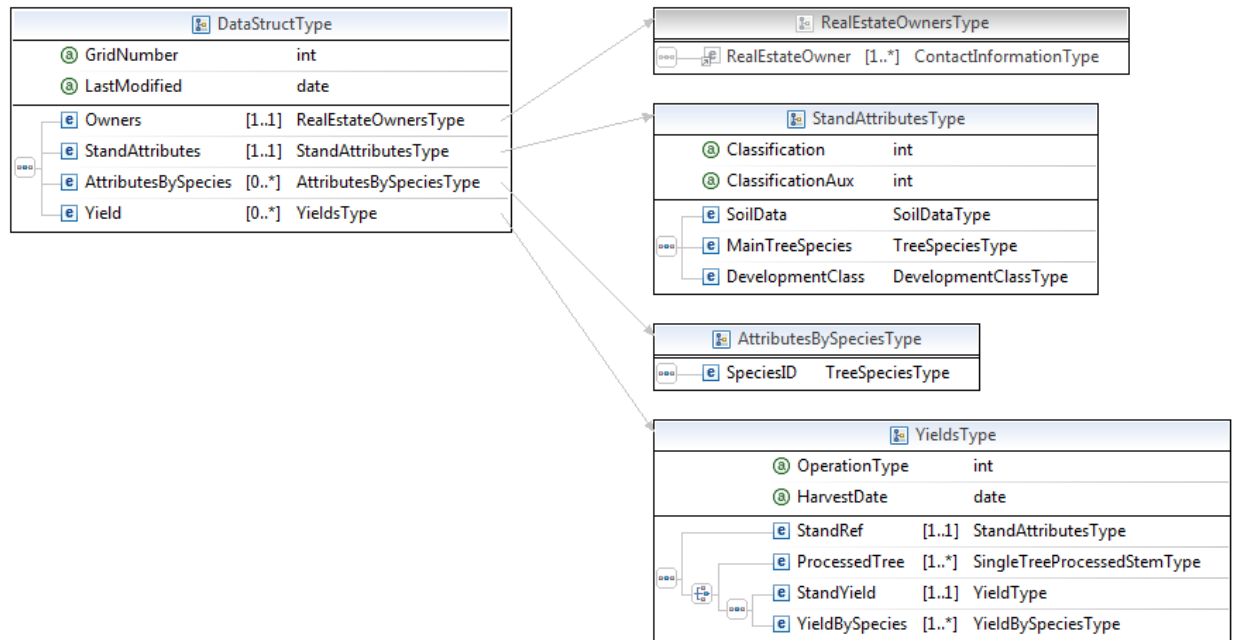 DataStructType
GridNumber int
LastModified date
Owners [1..1] RealEstateOwnersType
StandAttributes [1..1] StandAttributesType
AttributesBySpecies [0..*] AttributesBySpeciesType
Yield [0..*] YieldsType
RealEstateOwnersType
RealEstateOwner [1..*] ContactInformationType
StandAttributesType
Classification int
ClassificationAux int
SoilData SoilDataType
MainTreeSpecies TreeSpeciesType
DevelopmentClass DevelopmentClassType
AttributesBySpeciesType
SpeciesID TreeSpeciesType
YieldsType
OperationType int
HarvestDate date
StandRef [1..1] StandAttributesType
ProcessedTree [1..*] SingleTreeProcessedStemType
StandYield [1..1] YieldType
YieldBySpecies [1..*] YieldBySpeciesType